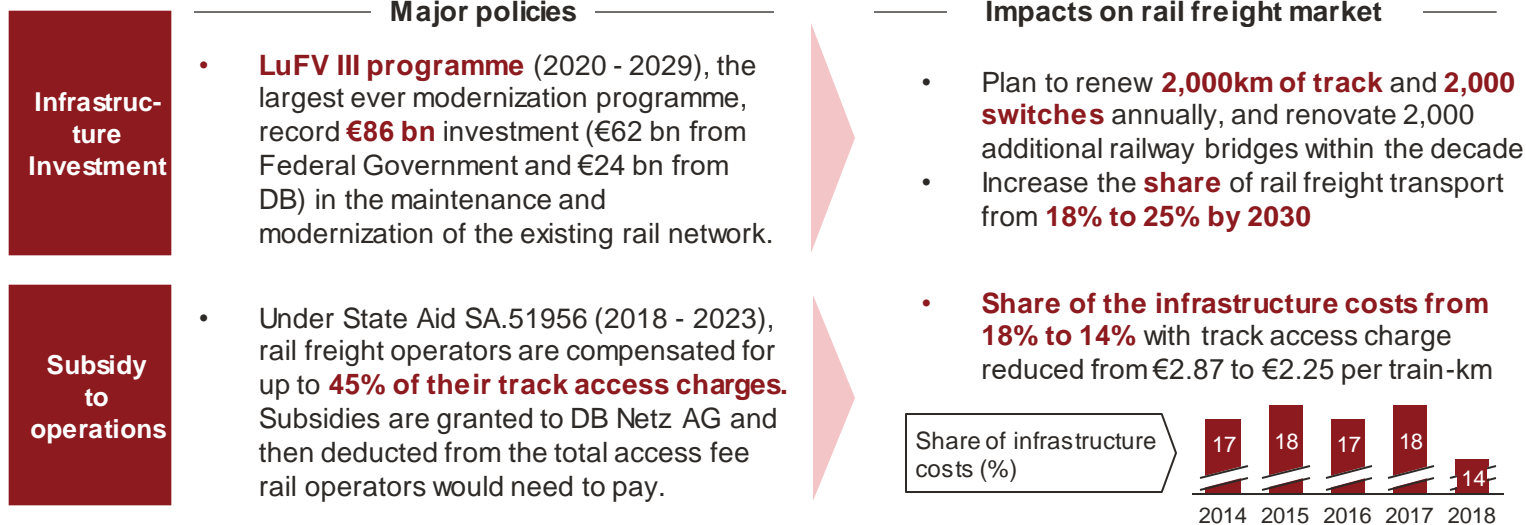 Major policies
Impacts on rail freight market
Infrastruc-
ture
Investment
• LuFV III programme (2020 - 2029), the
largest ever modernization programme,
record €86 bn investment (€62 bn from
Federal Government and €24 bn from
DB) in the maintenance and
modernization of the existing rail network.
• Plan to renew 2,000km of track and 2,000
switches annually, and renovate 2,000
additional railway bridges within the decade
• Increase the share of rail freight transport
from 18% to 25% by 2030
Subsidy
to
operations
• Under State Aid SA.51956 (2018 - 2023),
rail freight operators are compensated for
up to 45% of their track access charges.
Subsidies are granted to DB Netz AG and
then deducted from the total access fee
rail operators would need to pay.
• Share of the infrastructure costs from
18% to 14% with track access charge
reduced from €2.87 to €2.25 per train-km
Share of infrastructure
costs (%)
17 18 17 18 14
2014 2015 2016 2017 2018